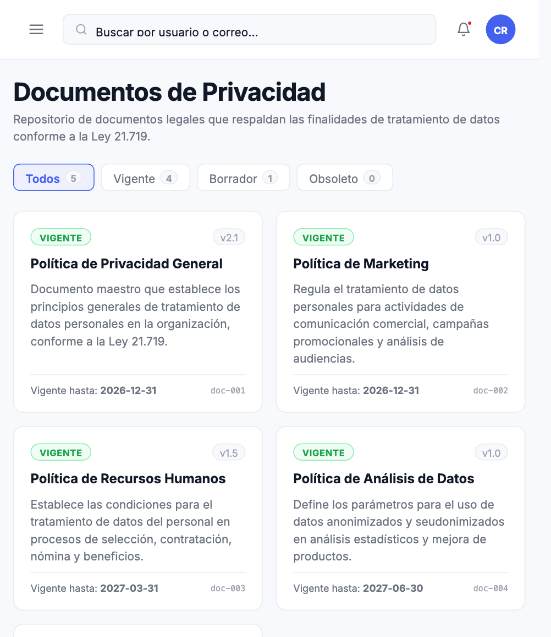 Buscar por usuario o correo...
CR
Documentos de Privacidad
Repositorio de documentos legales que respaldan las finalidades de tratamiento de datos
conforme a la Ley 21.719.
Todos 5 Vigente 4 Borrador 1 Obsoleto 0
VIGENTE v2.1
Política de Privacidad General
Documento maestro que establece los
principios generales de tratamiento de
datos personales en la organización,
conforme a la Ley 21.719.
Vigente hasta: 2026-12-31 doc-001
VIGENTE v1.0
Política de Marketing
Regula el tratamiento de datos
personales para actividades de
comunicación comercial, campañas
promocionales y análisis de
audiencias.
Vigente hasta: 2026-12-31 doc-002
VIGENTE v1.5
Política de Recursos Humanos
Establece las condiciones para el
tratamiento de datos del personal en
procesos de selección, contratación,
nómina y beneficios.
Vigente hasta: 2027-03-31 doc-003
VIGENTE v1.0
Política de Análisis de Datos
Define los parámetros para el uso de
datos anonimizados y seudonimizados
en análisis estadísticos y mejora de
productos.
Vigente hasta: 2027-06-30 doc-004